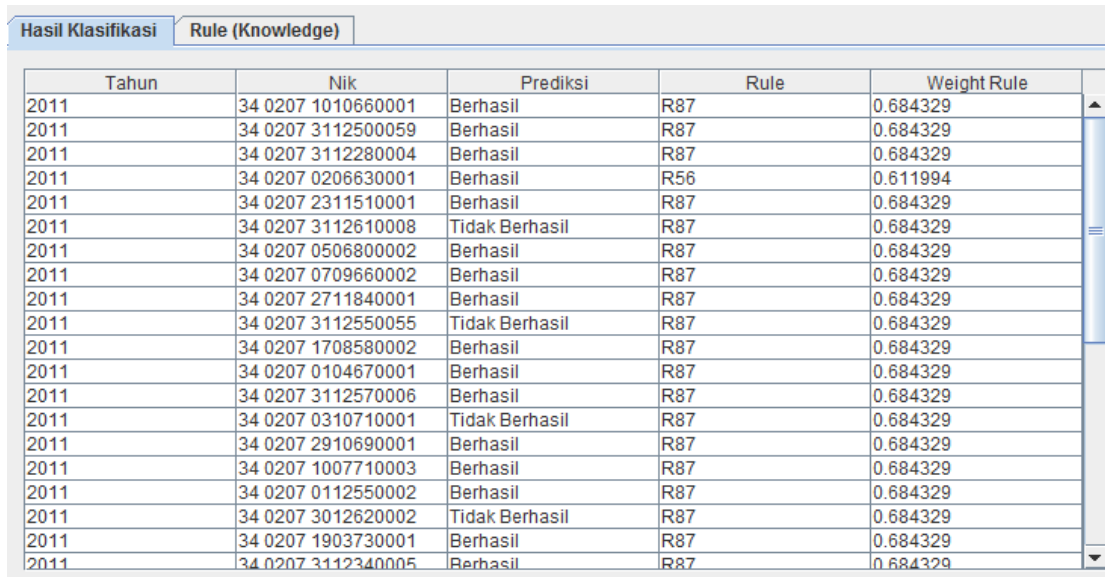 Hasil Klasifikasi Rule (Knowledge)
Tahun Nik Prediksi Rule Weight Rule
2011 34 0207 1010660001 Berhasil R87 0.684329
2011 34 0207 3112500059 Berhasil R87 0.684329
2011 34 0207 3112280004 Berhasil R87 0.684329
2011 34 0207 0206630001 Berhasil R56 0.611994
2011 34 0207 2311510001 Berhasil R87 0.684329
2011 34 0207 3112610008 Tidak Berhasil R87 0.684329
2011 34 0207 0506800002 Berhasil R87 0.684329
2011 34 0207 0709660002 Berhasil R87 0.684329
2011 34 0207 2711840001 Berhasil R87 0.684329
2011 34 0207 3112550055 Tidak Berhasil R87 0.684329
2011 34 0207 1708580002 Berhasil R87 0.684329
2011 34 0207 0104670001 Berhasil R87 0.684329
2011 34 0207 3112570006 Berhasil R87 0.684329
2011 34 0207 0310710001 Tidak Berhasil R87 0.684329
2011 34 0207 2910690001 Berhasil R87 0.684329
2011 34 0207 1007710003 Berhasil R87 0.684329
2011 34 0207 0112550002 Berhasil R87 0.684329
2011 34 0207 3012620002 Tidak Berhasil R87 0.684329
2011 34 0207 1903730001 Berhasil R87 0.684329
2011 34 0207 3112340005 Berhasil R87 0.684329